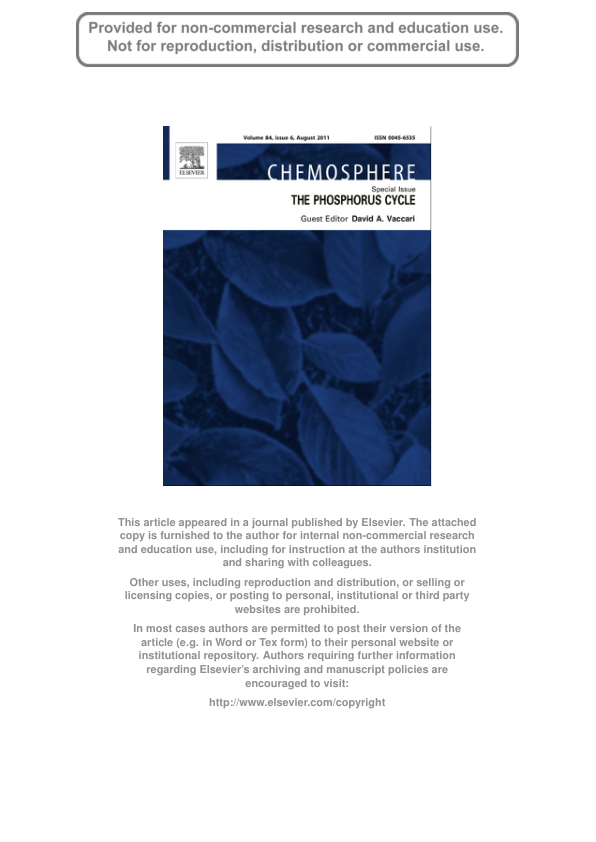 Provided for non-commercial research and education use.
Not for reproduction, distribution or commercial use.
Volume 84, issue 6, August 2011 ISSN 0045-6535
ELSEVIER
CHEMOSPHERE
Special Issue
THE PHOSPHORUS CYCLE
Guest Editor David A. Vaccari
This article appeared in a journal published by Elsevier. The attached
copy is furnished to the author for internal non-commercial research
and education use, including for instruction at the authors institution
and sharing with colleagues.
Other uses, including reproduction and distribution, or selling or
licensing copies, or posting to personal, institutional or third party
websites are prohibited.
In most cases authors are permitted to post their version of the
article (e.g. in Word or Tex form) to their personal website or
institutional repository. Authors requiring further information
regarding Elsevier’s archiving and manuscript policies are
encouraged to visit:
http://www.elsevier.com/copyright